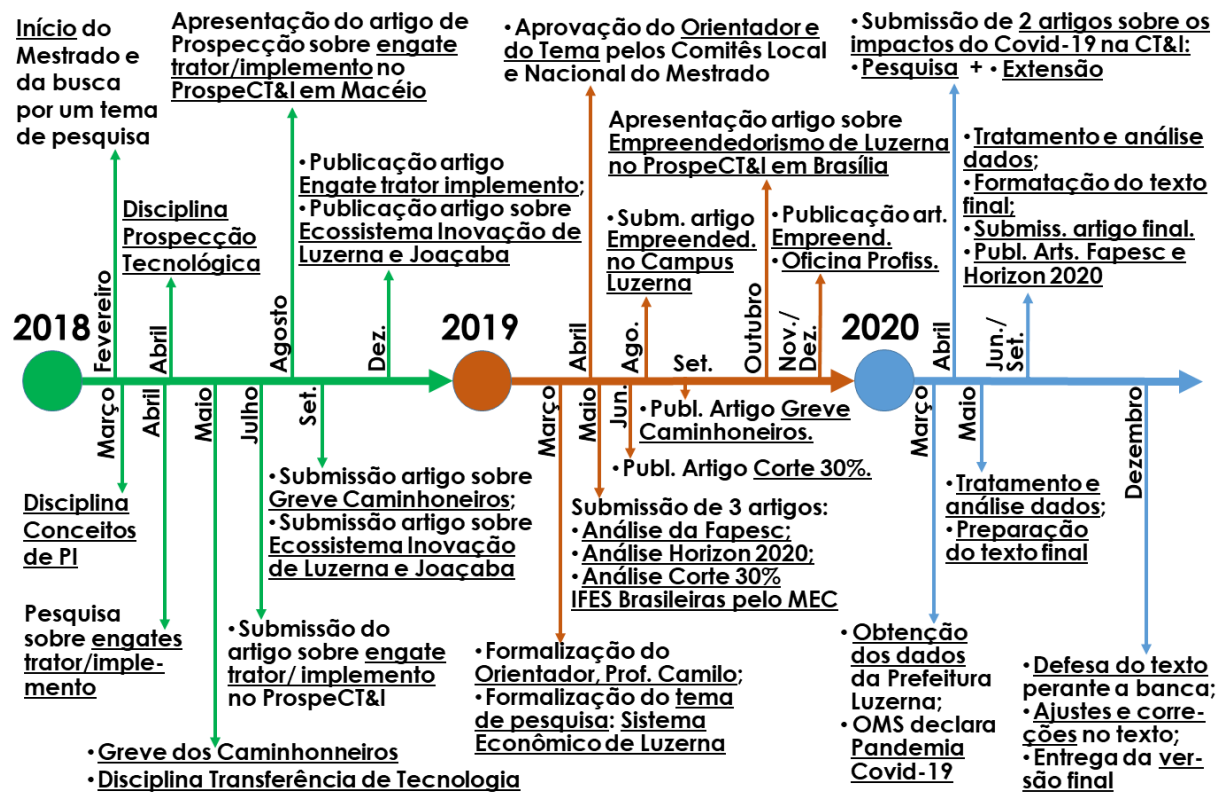 Início do
Mestrado e
da busca
por um tema
de pesquisa
Apresentação do artigo de
Prospecção sobre engate
trator/implemento no
ProspeCT&I em Macéio
•Aprovação do Orientador e
do Tema pelos Comitês Local
e Nacional do Mestrado
•Submissão de 2 artigos sobre os
impactos do Covid-19 na CT&I:
•Pesquisa + •Extensão
Disciplina
Prospecção
Tecnológica
•Publicação artigo
Engate trator implemento;
•Publicação artigo sobre
Ecossistema Inovação de
Luzerna e Joaçaba
Apresentação artigo sobre
Empreendedorismo de Luzerna
no ProspeCT&I em Brasília
•Subm. artigo
Empreended.
no Campus
Luzerna
•Publicação art.
Empreend.
•Oficina Profiss.
•Tratamento e análise
dados;
•Formatação do texto
final;
•Submiss. artigo final.
•Publ. Arts. Fapesc e
Horizon 2020
2018
Fevereiro
Abril
Agosto
Dez.
2019
Abril
Ago.
Set.
Outubro
Nov./
Dez.
2020
Abril
Jun./
Set.
Março
Abril
Maio
Julho
Set.
Março
Maio
Jun.
Março
Maio
Dezembro
Disciplina
Conceitos
de PI
Pesquisa
sobre engates
trator/imple-
mento
•Greve dos Caminhonneiros
•Disciplina Transferência de Tecnologia
•Submissão do
artigo sobre engate
trator/ implemento
no ProspeCT&I
•Submissão artigo sobre
Greve Caminhoneiros;
•Submissão artigo sobre
Ecossistema Inovação
de Luzerna e Joaçaba
•Publ. Artigo Greve
Caminhoneiros.
•Publ. Artigo Corte 30%.
Submissão de 3 artigos:
•Análise da Fapesc;
•Análise Horizon 2020;
•Análise Corte 30%
IFES Brasileiras pelo MEC
•Formalização do
Orientador, Prof. Camilo;
•Formalização do tema
de pesquisa: Sistema
Econômico de Luzerna
•Tratamento e
análise dados;
•Preparação
do texto final
•Obtenção
dos dados
da Prefeitura
Luzerna;
•OMS declara
Pandemia
Covid-19
•Defesa do texto
perante a banca;
•Ajustes e corre-
ções no texto;
•Entrega da ver-
são final